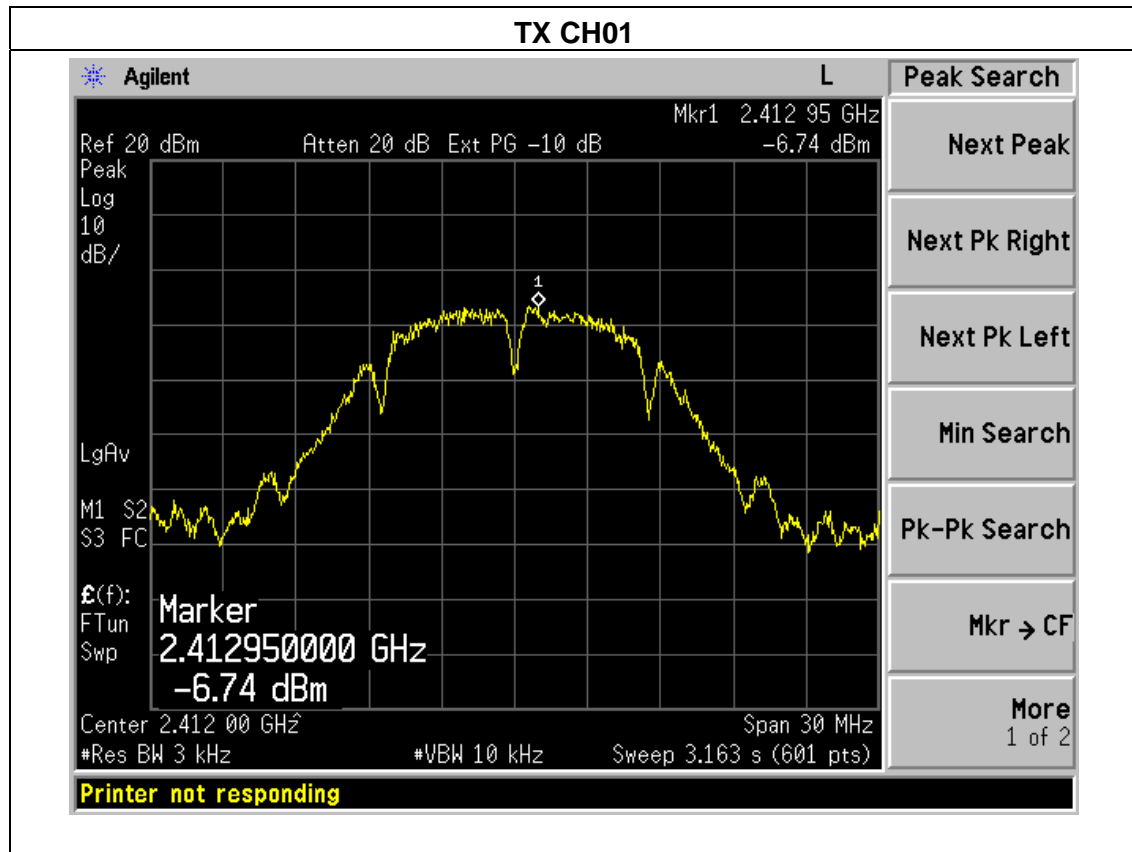 TX CH01
Agilent L Peak Search
Mkr1 2.412 95 GHz
Ref 20 dBm Atten 20 dB Ext PG -10 dB -6.74 dBm
Peak
Log
10
dB/
1
LgAv
M1 S2
S3 FC
£(f):
FTun
Swp
Marker
2.412950000 GHz
-6.74 dBm
Center 2.412 00 GHz Span 30 MHz
#Res BW 3 kHz #VBW 10 kHz Sweep 3.163 s (601 pts)
Printer not responding
Next Peak
Next Pk Right
Next Pk Left
Min Search
Pk-Pk Search
Mkr → CF
More
1 of 2